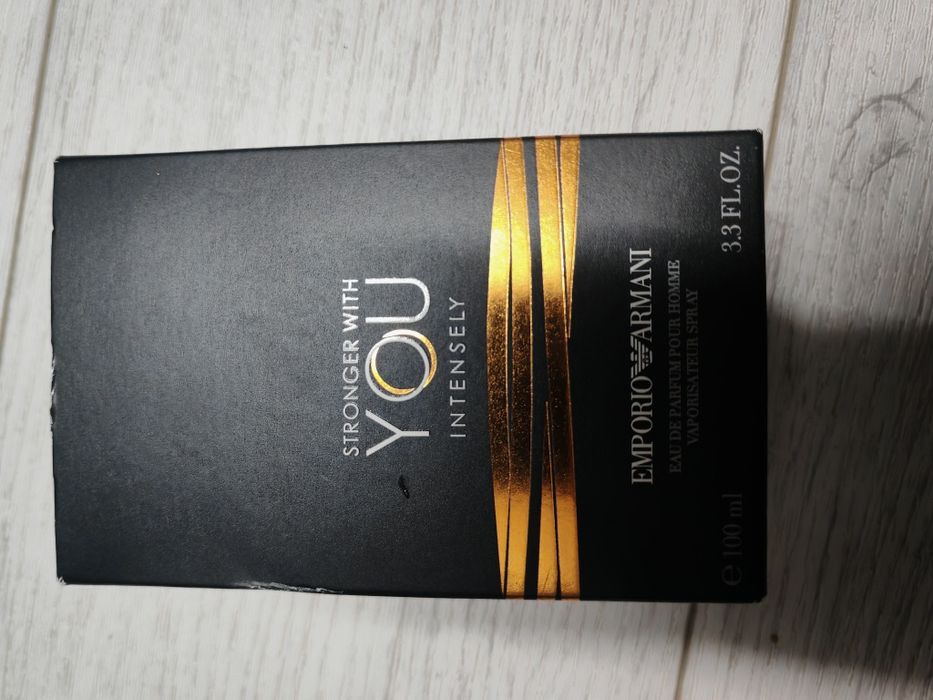 STRONGER WITH
YOU
INTENSELY
EMPORIO ARMANI
EAU DE PARFUM POUR HOMME
VAPORISATEUR SPRAY
e 100 ml
3.3 FL.OZ.